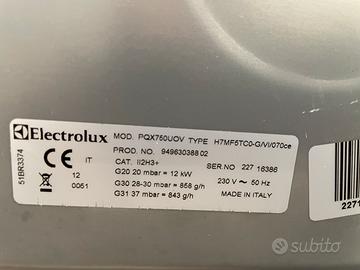 Electrolux MOD. PQX750UOV TYPE H7MF5TC0-G/VI/070ce
PROD. NO. 949630388 02 MADE IN ITALY
CAT. II2H3+ SER NO 227 16386
IT
G20 20 mbar = 12 kW 230 V ~ 50 Hz
12
0051
G30 28-30 mbar = 858 g/h
G31 37 mbar = 843 g/h
51BR3374
2271
subito